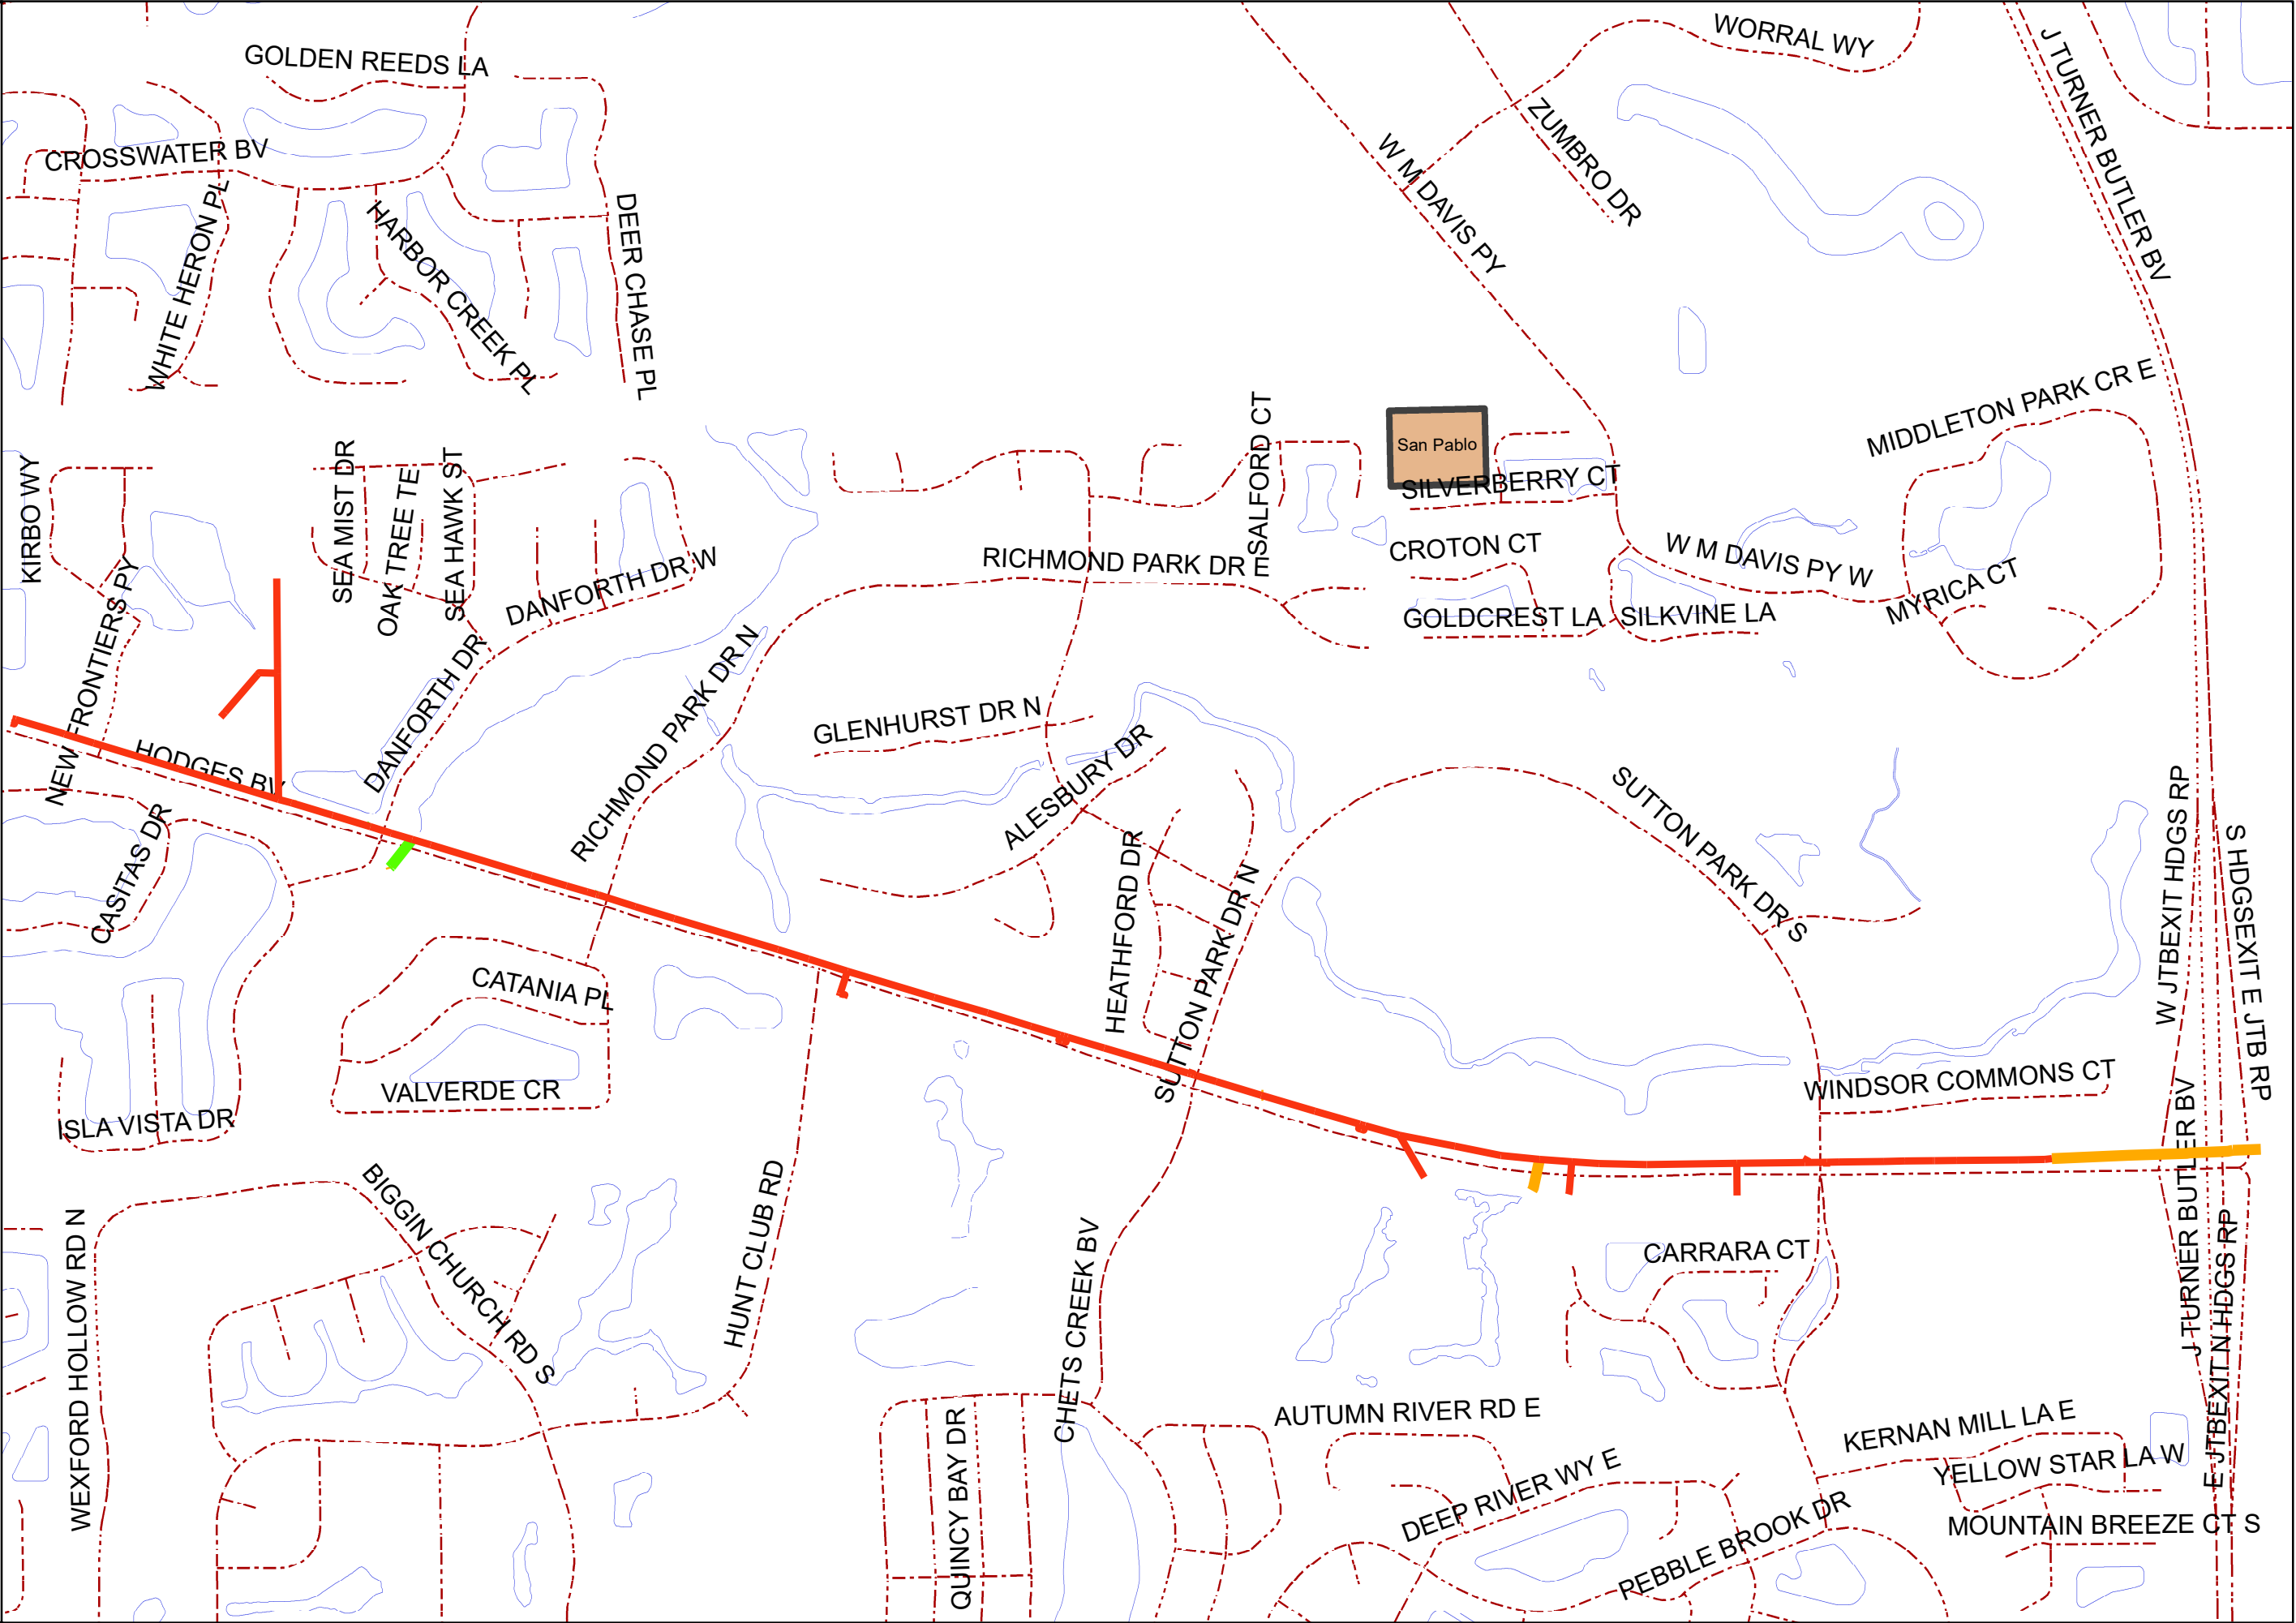 WORRAL WY
J TURNER BUTLER BV
GOLDEN REEDS LA
ZUMBRO DR
CROSSWATER BV
W M DAVIS PY
WHITE HERON PL
HARBOR CREEK PL
DEER CHASE PL
MIDDLETON PARK CR E
San Pablo
SALFORD CT
SILVERBERRY CT
KIRBO WY
SEA MIST DR
OAK TREE TE
SEA HAWK ST
CROTON CT
RICHMOND PARK DR E
W M DAVIS PY W
DANFORTH DR W
MYRICA CT
GOLDCREST LA
SILKVINE LA
NEW FRONTIERS PY
DANFORTH DR
RICHMOND PARK DR N
GLENHURST DR N
HODGES BV
ALESBURY DR
SUTTON PARK DR S
W JTBEXIT HDGS RP
S HDGSEXIT E JTB RP
CASITAS DR
HEATHFORD DR
SUTTON PARK DR N
CATANIA PL
VALVERDE CR
WINDSOR COMMONS CT
ISLA VISTA DR
J TURNER BUTLER BV
BIGGIN CHURCH RD S
HUNT CLUB RD
CHETS CREEK BV
CARRARA CT
WEXFORD HOLLOW RD N
E JTBEXIT N HDGS RP
AUTUMN RIVER RD E
KERNAN MILL LA E
QUINCY BAY DR
DEEP RIVER WY E
YELLOW STAR LA W
PEBBLE BROOK DR
MOUNTAIN BREEZE CT S